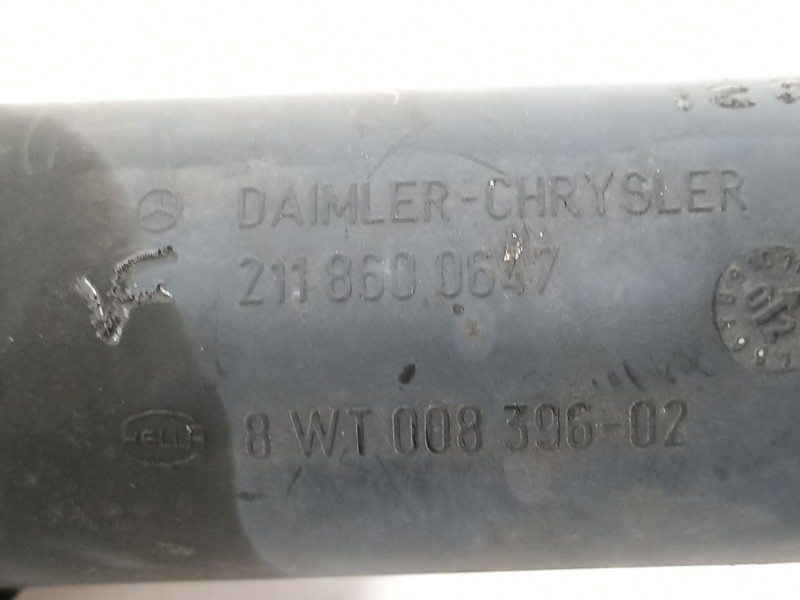 DAIMLER-CHRYSLER
211 860 0647
HELLA
8 WT 008 396-02